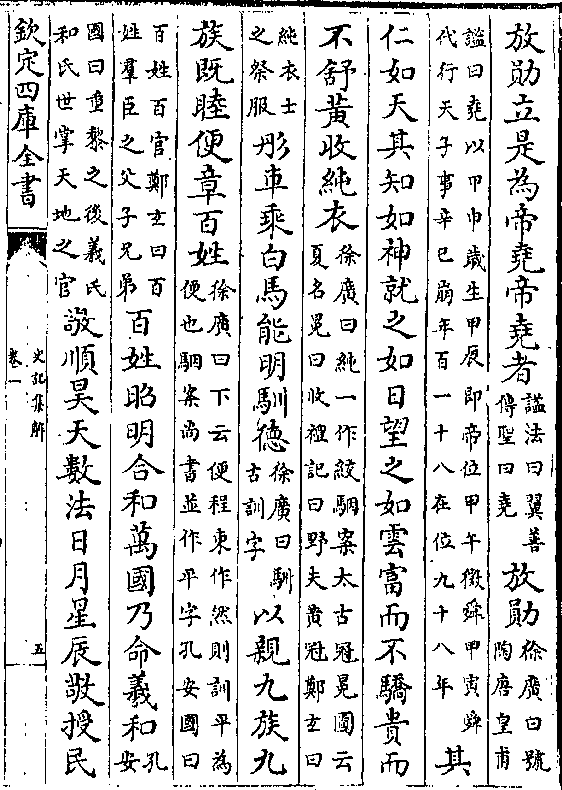 放勛立是為帝堯帝堯者諡法曰翼善傳聖曰堯放勛徐廣曰號陶唐皇甫
謚曰堯以甲申歲生甲辰即帝位甲午徵舜甲寅舜代行天子事辛巳崩年百一十八在位九十八年其
仁如天其知如神就之如日望之如雲富而不驕貴而
不舒黃收純衣徐廣曰純一作絞駰案太古冠冕圖云夏名冕曰收禮記曰野夫黃冠鄭玄曰
純衣士之祭服彤車乘白馬能明馴德徐廣曰馴古訓字以親九族九
族既睦便章百姓徐廣曰下云便程東作然則訓平為便也駰案尚書並作平字孔安國曰
百姓百官鄭玄曰百姓羣臣之父子兄弟百姓昭明合和萬國乃命羲和孔安
國曰重黎之後羲氏和氏世掌天地之官敬順昊天數法日月星辰敬授民
欽定四庫全書
史記集解
卷一
五